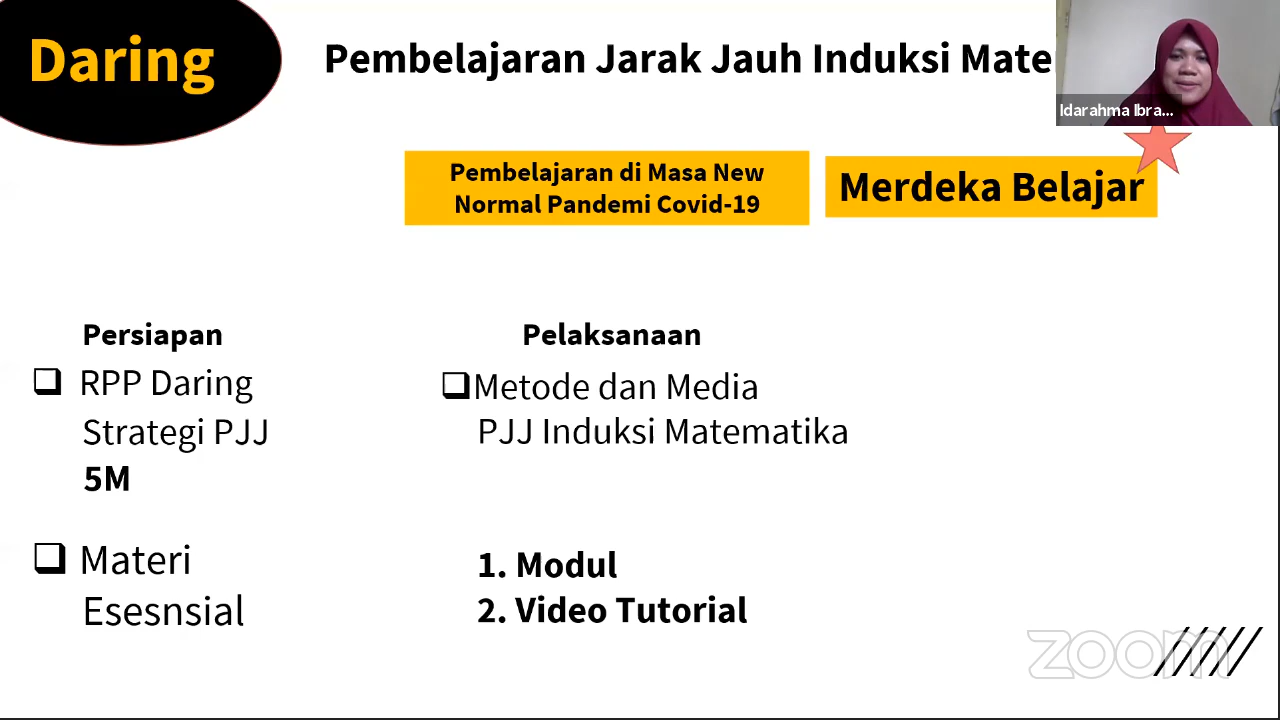 Daring
Pembelajaran Jarak Jauh Induksi Mate
Idarahma Ibra...
Pembelajaran di Masa New
Normal Pandemi Covid-19
Merdeka Belajar
Persiapan
RPP Daring
Strategi PJJ
5M
Materi
Esesnsial
Pelaksanaan
Metode dan Media
PJJ Induksi Matematika
1. Modul
2. Video Tutorial
zoom